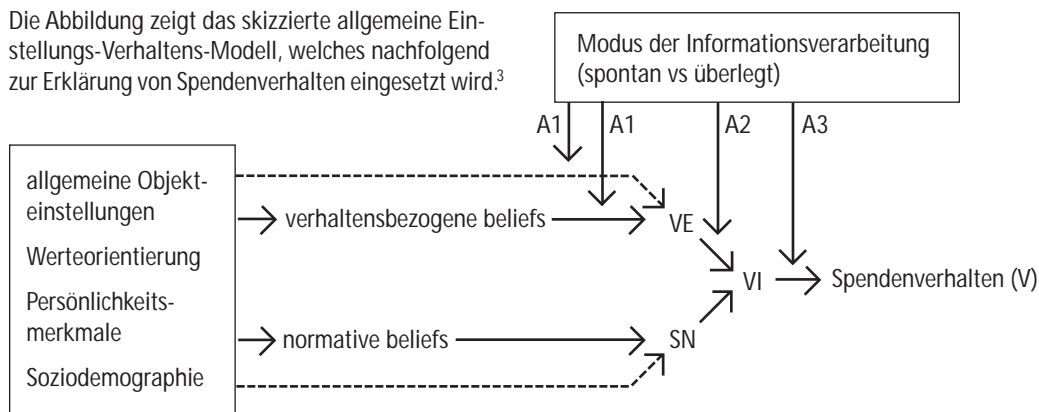 Die Abbildung zeigt das skizzierte allgemeine Ein-
stellungs-Verhaltens-Modell, welches nachfolgend
zur Erklärung von Spendenverhalten eingesetzt wird.³
Modus der Informationsverarbeitung
(spontan vs überlegt)
A1 A1 A2 A3
allgemeine Objekt-
einstellungen
Werteorientierung
Persönlichkeits-
merkmale
Soziodemographie
verhaltensbezogene beliefs
VE
VI
Spendenverhalten (V)
normative beliefs
SN